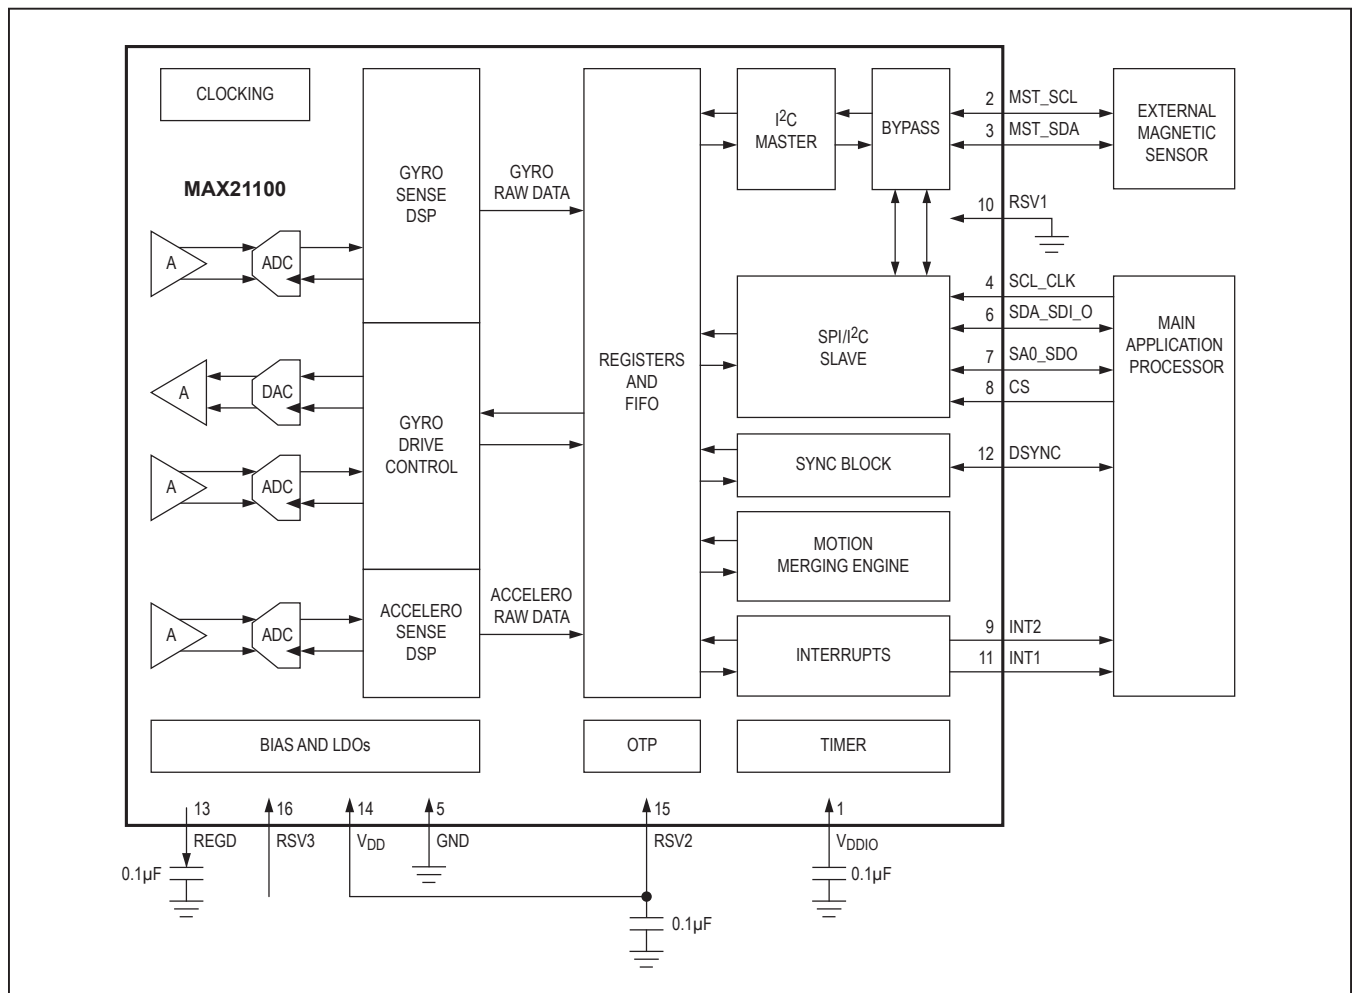 CLOCKING
MAX21100
A
ADC
A
DAC
A
ADC
A
ADC
GYRO
SENSE
DSP
GYRO
DRIVE
CONTROL
ACCELERO
SENSE
DSP
GYRO
RAW DATA
ACCELERO
RAW DATA
REGISTERS
AND
FIFO
I2C
MASTER
BYPASS
SPI/I2C
SLAVE
SYNC BLOCK
MOTION
MERGING ENGINE
INTERRUPTS
BIAS AND LDOs
OTP
TIMER
2 MST_SCL
3 MST_SDA
10 RSV1
4 SCL_CLK
6 SDA_SDI_O
7 SA0_SDO
8 CS
12 DSYNC
9 INT2
11 INT1
EXTERNAL
MAGNETIC
SENSOR
MAIN
APPLICATION
PROCESSOR
13
REGD
16
RSV3
14
VDD
5
GND
15
RSV2
1
VDDIO
0.1µF
0.1µF
0.1µF